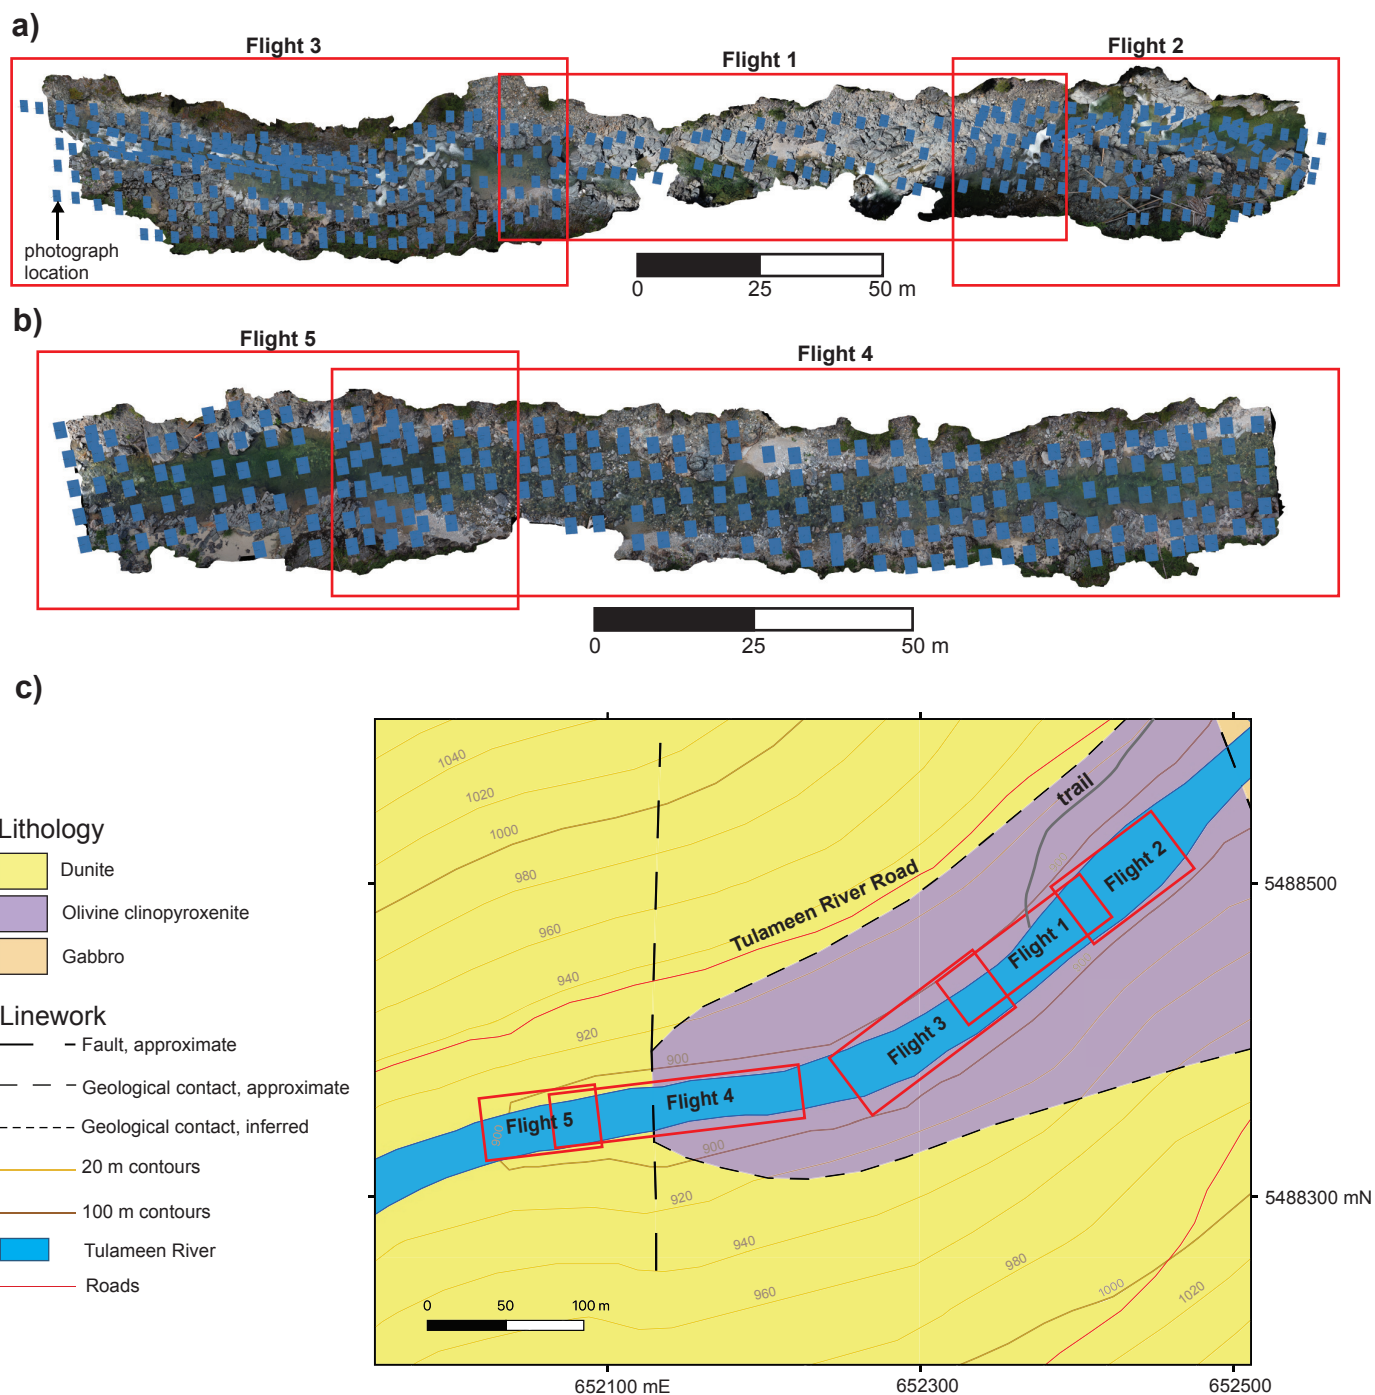 a)
Flight 3
Flight 1
Flight 2
photograph
location
0
25
50 m
b)
Flight 5
Flight 4
0
25
50 m
c)
Lithology
Dunite
Olivine clinopyroxenite
Gabbro
Linework
Fault, approximate
Geological contact, approximate
Geological contact, inferred
20 m contours
100 m contours
Tulameen River
Roads
1040
1020
1000
980
960
940
920
900
900
900
920
940
960
980
1000
1020
900
trail
Tulameen River Road
Flight 2
Flight 1
Flight 3
Flight 4
Flight 5
0
50
100 m
5488500
5488300 mN
652100 mE
652300
652500